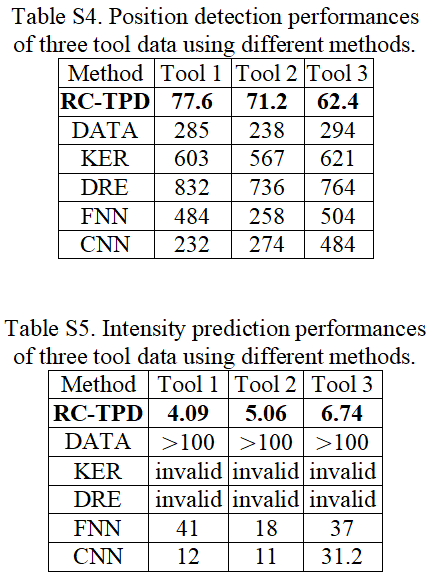 Table S4. Position detection performances
of three tool data using different methods.
Method Tool 1 Tool 2 Tool 3
RC-TPD 77.6 71.2 62.4
DATA 285 238 294
KER 603 567 621
DRE 832 736 764
FNN 484 258 504
CNN 232 274 484
Table S5. Intensity prediction performances
of three tool data using different methods.
Method Tool 1 Tool 2 Tool 3
RC-TPD 4.09 5.06 6.74
DATA >100 >100 >100
KER invalid invalid invalid
DRE invalid invalid invalid
FNN 41 18 37
CNN 12 11 31.2